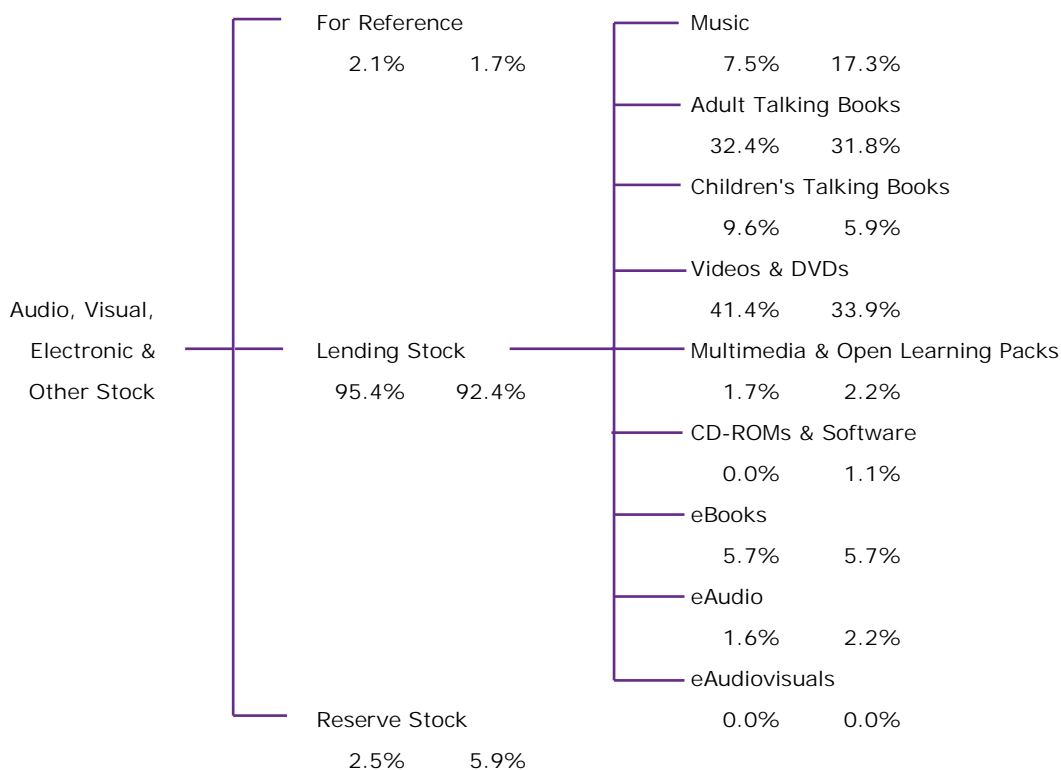 Audio, Visual,
Electronic &
Other Stock
For Reference
2.1% 1.7%
Lending Stock
95.4% 92.4%
Reserve Stock
2.5% 5.9%
Music
7.5% 17.3%
Adult Talking Books
32.4% 31.8%
Children's Talking Books
9.6% 5.9%
Videos & DVDs
41.4% 33.9%
Multimedia & Open Learning Packs
1.7% 2.2%
CD-ROMs & Software
0.0% 1.1%
eBooks
5.7% 5.7%
eAudio
1.6% 2.2%
eAudiovisuals
0.0% 0.0%